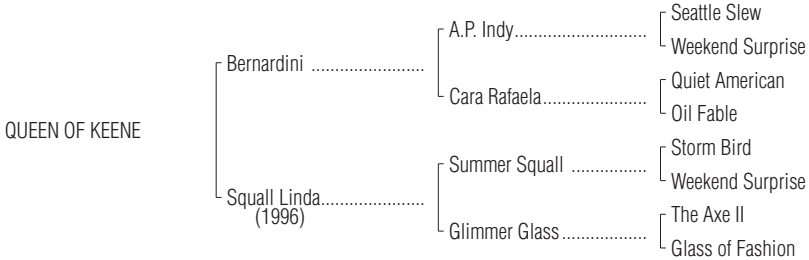 Seattle Slew
A.P. Indy..............................
Weekend Surprise
Bernardini .........................
Quiet American
Cara Rafaela........................
Oil Fable
QUEEN OF KEENE
Storm Bird
Summer Squall .................
Weekend Surprise
Squall Linda.......................
(1996)
The Axe II
Glimmer Glass...................
Glass of Fashion